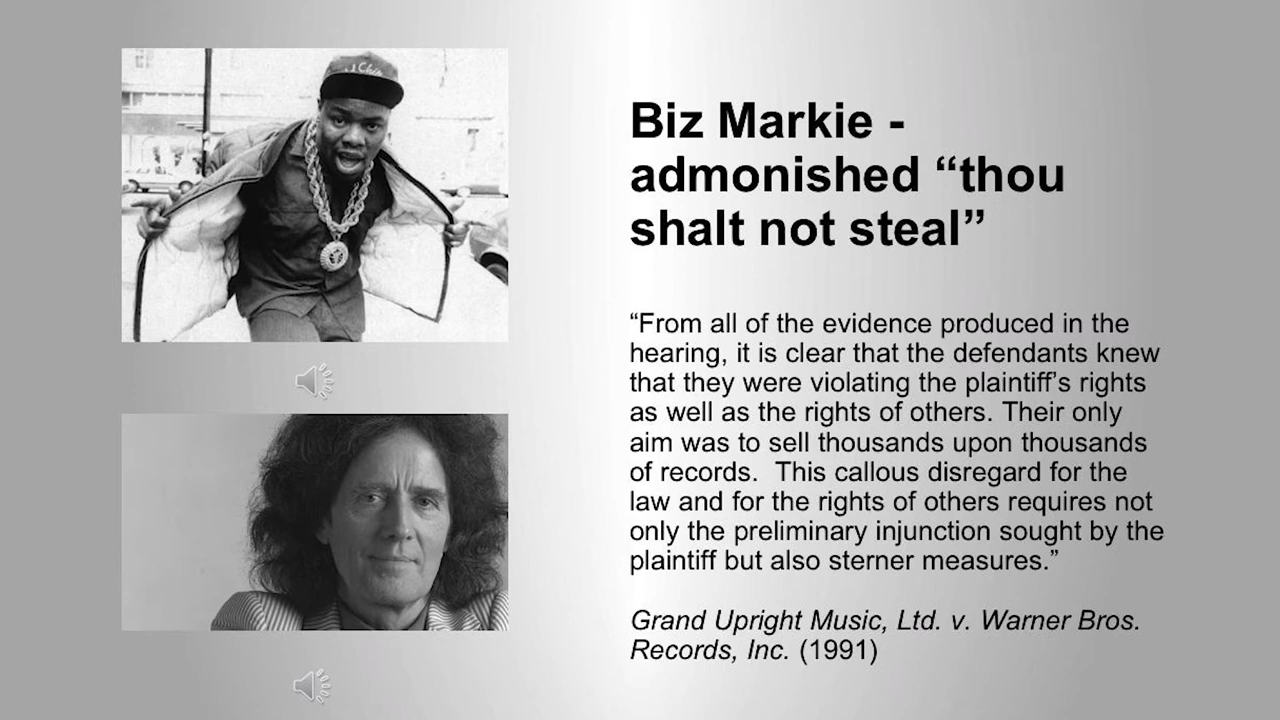 Biz Markie -
admonished “thou
shalt not steal”
“From all of the evidence produced in the
hearing, it is clear that the defendants knew
that they were violating the plaintiff’s rights
as well as the rights of others. Their only
aim was to sell thousands upon thousands
of records.  This callous disregard for the
law and for the rights of others requires not
only the preliminary injunction sought by the
plaintiff but also sterner measures.”
Grand Upright Music, Ltd. v. Warner Bros.
Records, Inc. (1991)